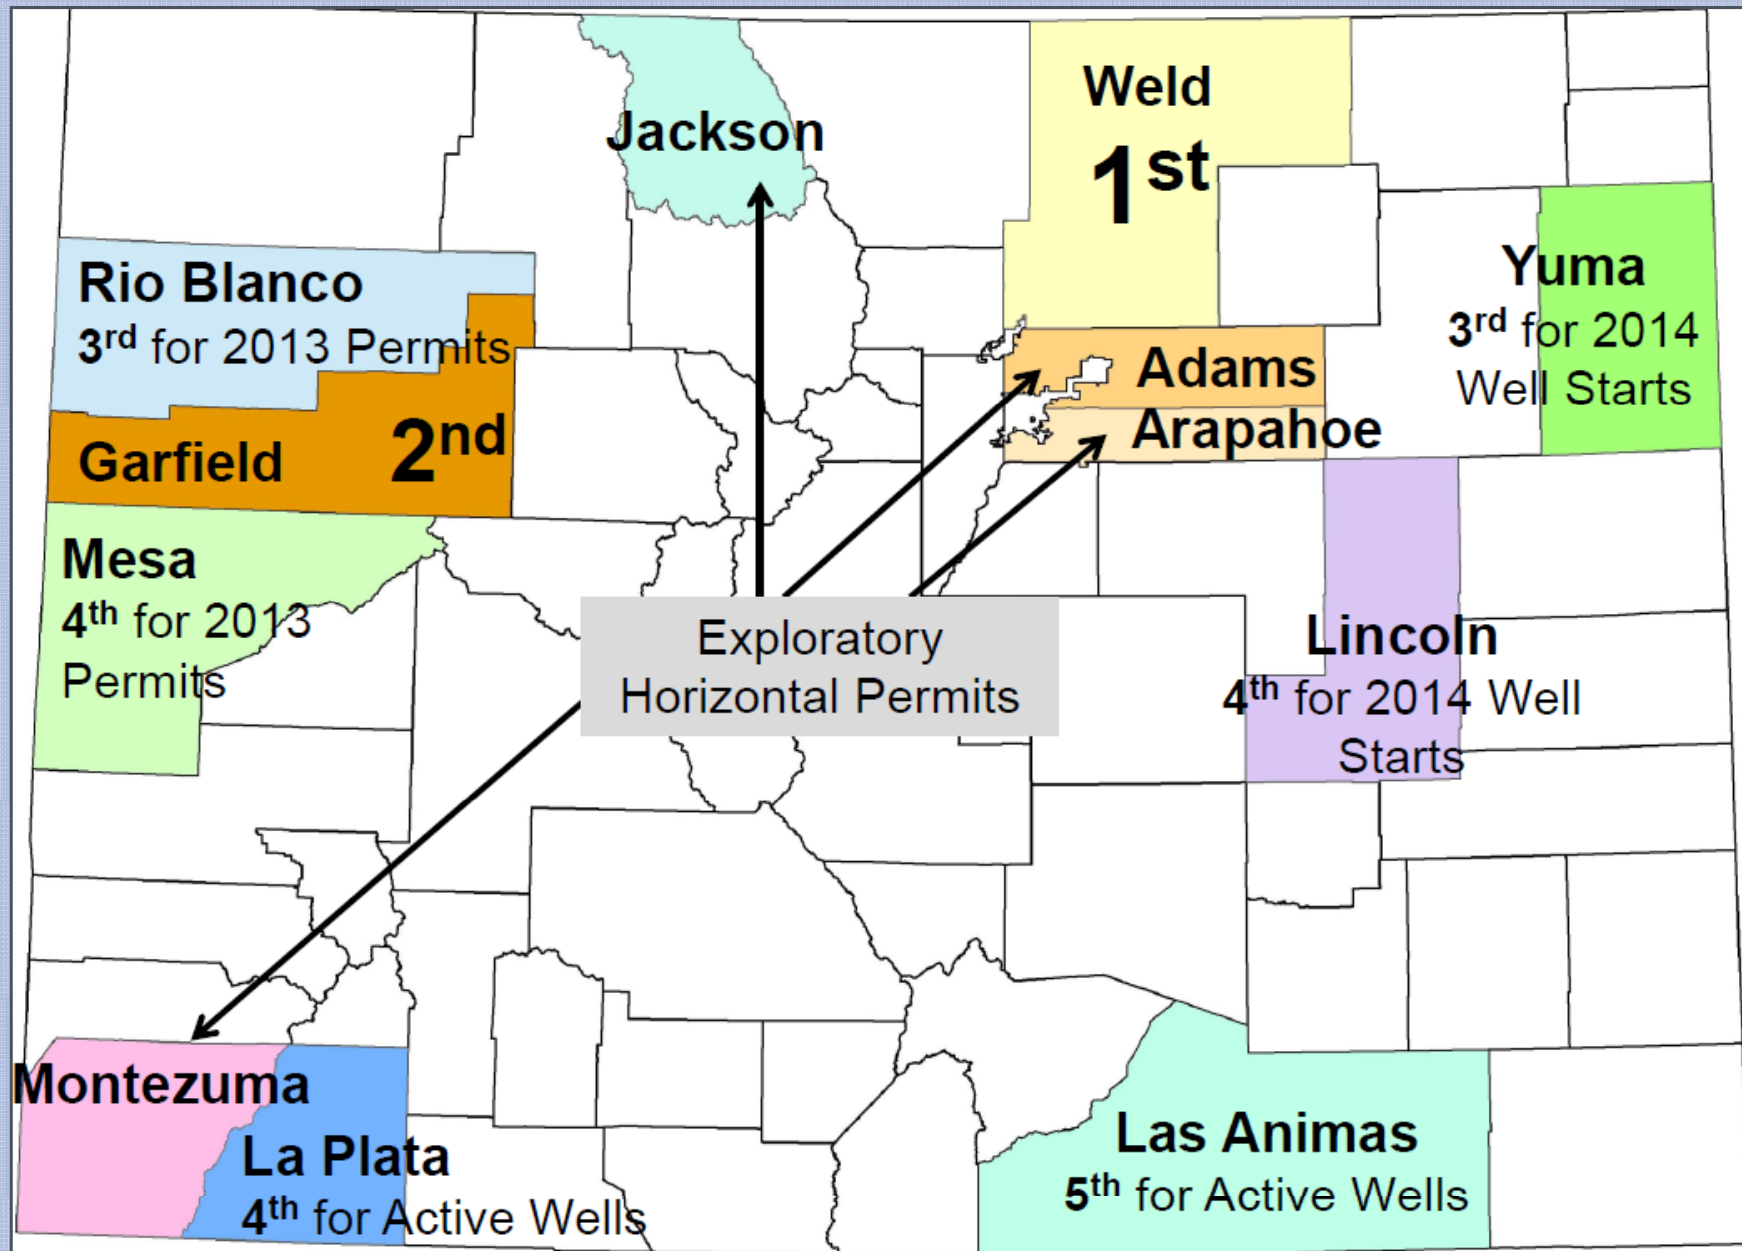 Jackson
Weld
1st
Rio Blanco
3rd for 2013 Permits
Garfield 2nd
Yuma
3rd for 2014
Well Starts
Adams
Arapahoe
Mesa
4th for 2013
Permits
Exploratory
Horizontal Permits
Lincoln
4th for 2014 Well
Starts
Montezuma
La Plata
4th for Active Wells
Las Animas
5th for Active Wells